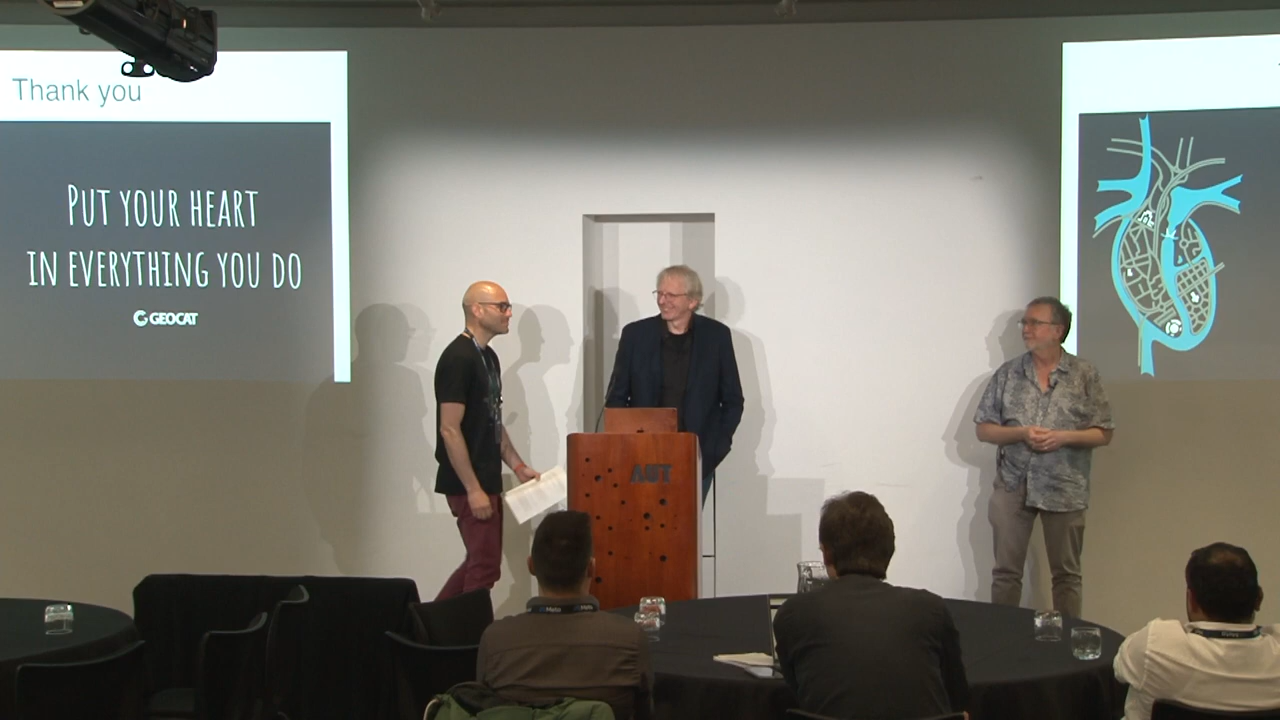 Thank you
PUT YOUR HEART
IN EVERYTHING YOU DO
GEOCAT
AUT